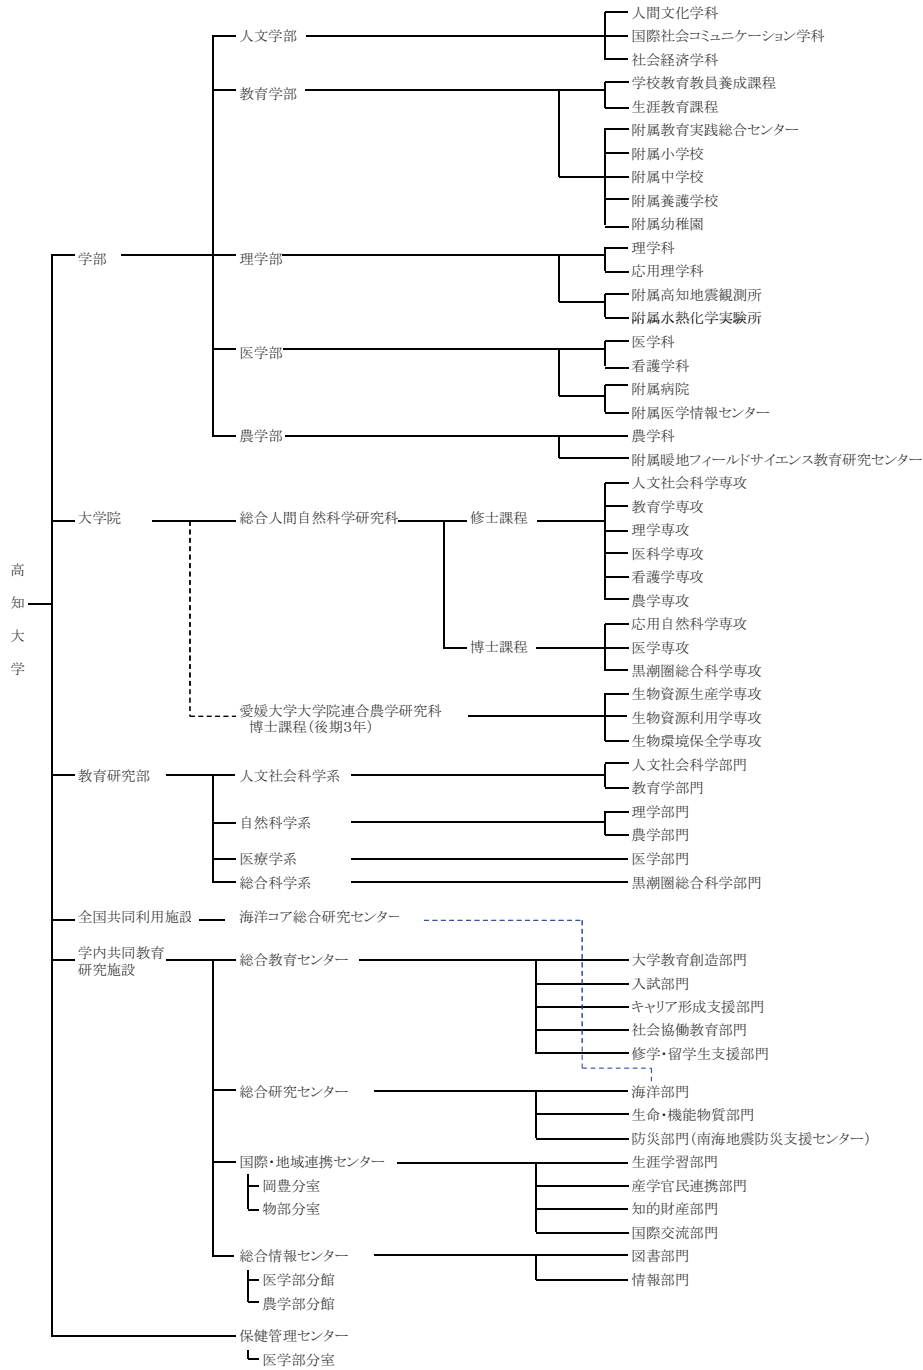 高知大学
学部
人文学部
人間文化学科
国際社会コミュニケーション学科
社会経済学科
教育学部
学校教育教員養成課程
生涯教育課程
附属教育実践総合センター
附属小学校
附属中学校
附属養護学校
附属幼稚園
理学部
理学科
応用理学科
附属高知地震観測所
附属水熱化学実験所
医学部
医学科
看護学科
附属病院
附属医学情報センター
農学部
農学科
附属暖地フィールドサイエンス教育研究センター
大学院
総合人間自然科学研究科
修士課程
人文社会科学専攻
教育学専攻
理学専攻
医科学専攻
看護学専攻
農学専攻
博士課程
応用自然科学専攻
医学専攻
黒潮圏総合科学専攻
愛媛大学大学院連合農学研究科
博士課程（後期３年）
生物資源生産学専攻
生物資源利用学専攻
生物環境保全学専攻
教育研究部
人文社会科学系
人文社会科学部門
教育学部門
自然科学系
理学部門
農学部門
医療学系
医学部門
総合科学系
黒潮圏総合科学部門
全国共同利用施設
海洋コア総合研究センター
学内共同教育
研究施設
総合教育センター
大学教育創造部門
入試部門
キャリア形成支援部門
社会協働教育部門
修学・留学生支援部門
総合研究センター
海洋部門
生命・機能物質部門
防災部門（南海地震防災支援センター）
国際・地域連携センター
岡豊分室
物部分室
生涯学習部門
産学官民連携部門
知的財産部門
国際交流部門
総合情報センター
医学部分館
農学部分館
図書部門
情報部門
保健管理センター
医学部分室